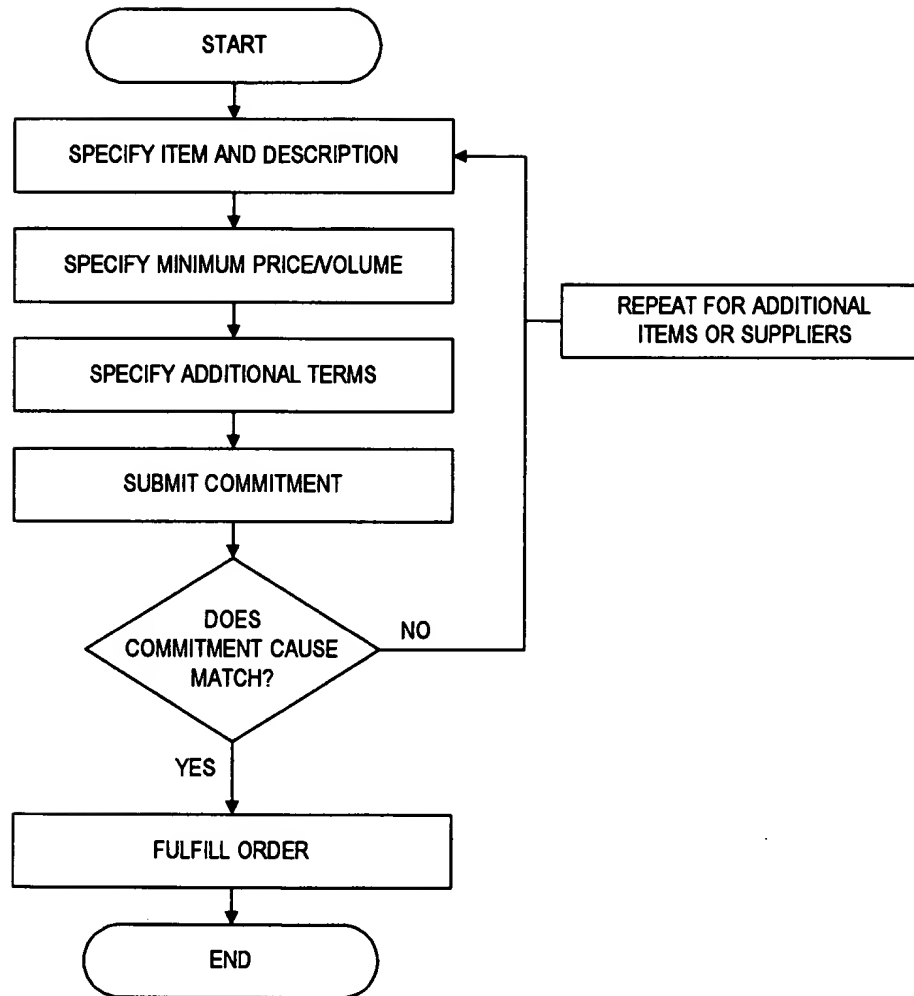 START
SPECIFY ITEM AND DESCRIPTION
SPECIFY MINIMUM PRICE/VOLUME
REPEAT FOR ADDITIONAL
ITEMS OR SUPPLIERS
SPECIFY ADDITIONAL TERMS
SUBMIT COMMITMENT
DOES
COMMITMENT CAUSE
MATCH?
NO
YES
FULFILL ORDER
END